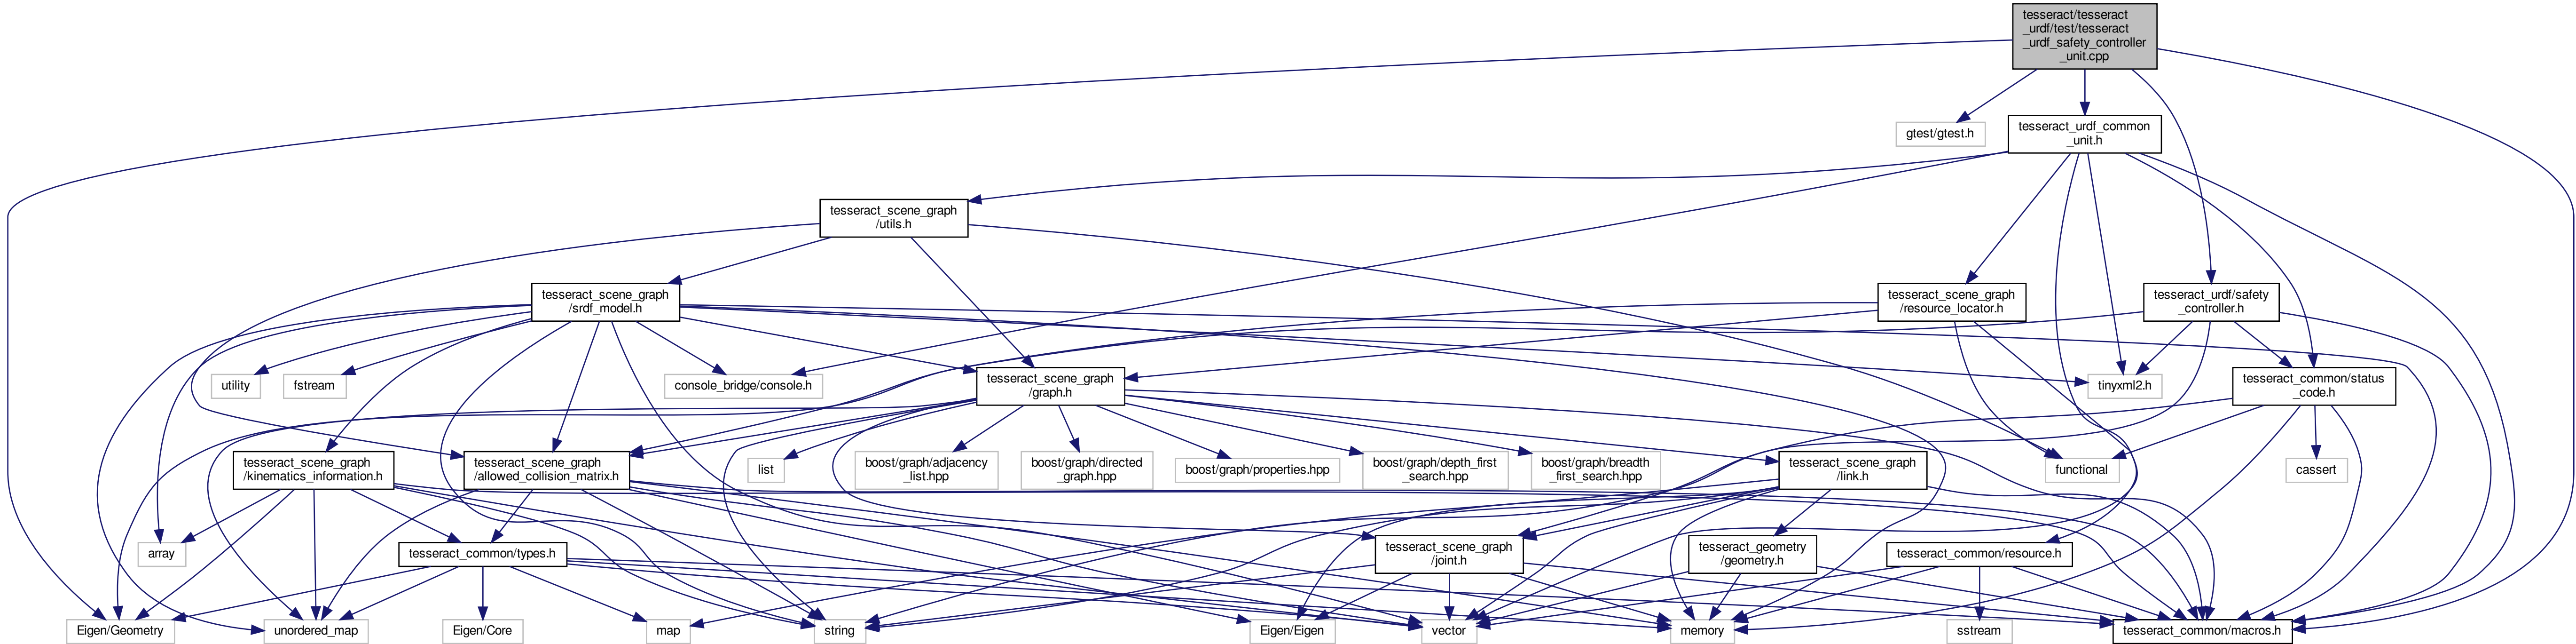 tesseract/tesseract
_urdf/test/tesseract
_urdf_safety_controller
_unit.cpp
gtest/gtest.h
tesseract_urdf_common
_unit.h
tesseract_scene_graph
/utils.h
tesseract_scene_graph
/srdf_model.h
tesseract_scene_graph
/resource_locator.h
tesseract_urdf/safety
_controller.h
utility
fstream
console_bridge/console.h
tesseract_scene_graph
/graph.h
tinyxml2.h
tesseract_common/status
_code.h
tesseract_scene_graph
/kinematics_information.h
tesseract_scene_graph
/allowed_collision_matrix.h
list
boost/graph/adjacency
_list.hpp
boost/graph/directed
_graph.hpp
boost/graph/properties.hpp
boost/graph/depth_first
_search.hpp
boost/graph/breadth
_first_search.hpp
tesseract_scene_graph
/link.h
functional
cassert
array
tesseract_common/types.h
tesseract_scene_graph
/joint.h
tesseract_geometry
/geometry.h
tesseract_common/resource.h
Eigen/Geometry
unordered_map
Eigen/Core
map
string
Eigen/Eigen
vector
memory
sstream
tesseract_common/macros.h